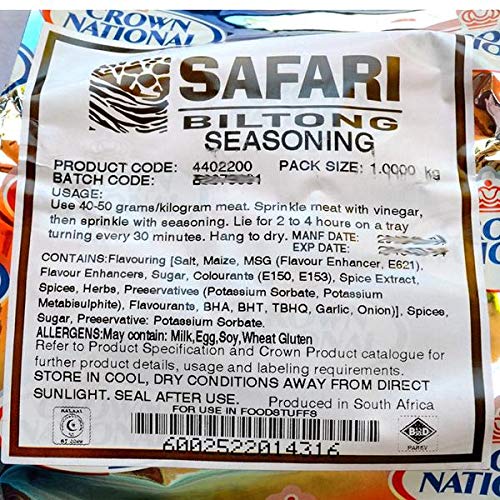 CROWN
NATIONAL
SAFARI
BILTONG
SEASONING
PRODUCT CODE: 4402200 PACK SIZE: 1.0000 kg
BATCH CODE:
USAGE:
Use 40-50 grams/kilogram meat. Sprinkle meat with vinegar,
then sprinkle with seasoning. Lie for 2 to 4 hours on a tray
turning every 30 minutes. Hang to dry. MANF DATE:
EXP DATE:
CONTAINS:Flavouring [Salt, Maize, MSG (Flavour Enhancer, E621),
Flavour Enhancers, Sugar, Colourants (E150, E153), Spice Extract,
Spices, Herbs, Preservatives (Potassium Sorbate, Potassium
Metabisulphite), Flavourants, BHA, BHT, TBHQ, Garlic, Onion)], Spices,
Sugar, Preservative: Potassium Sorbate.
ALLERGENS:May contain: Milk,Egg,Soy,Wheat Gluten
Refer to Product Specification and Crown Product catalogue for
further product details, usage and labeling requirements.
STORE IN COOL, DRY CONDITIONS AWAY FROM DIRECT
SUNLIGHT. SEAL AFTER USE. Produced in South Africa
FOR USE IN FOODSTUFFS
6002522014316
HALAAL
PAREV
CROWN
NATIONAL